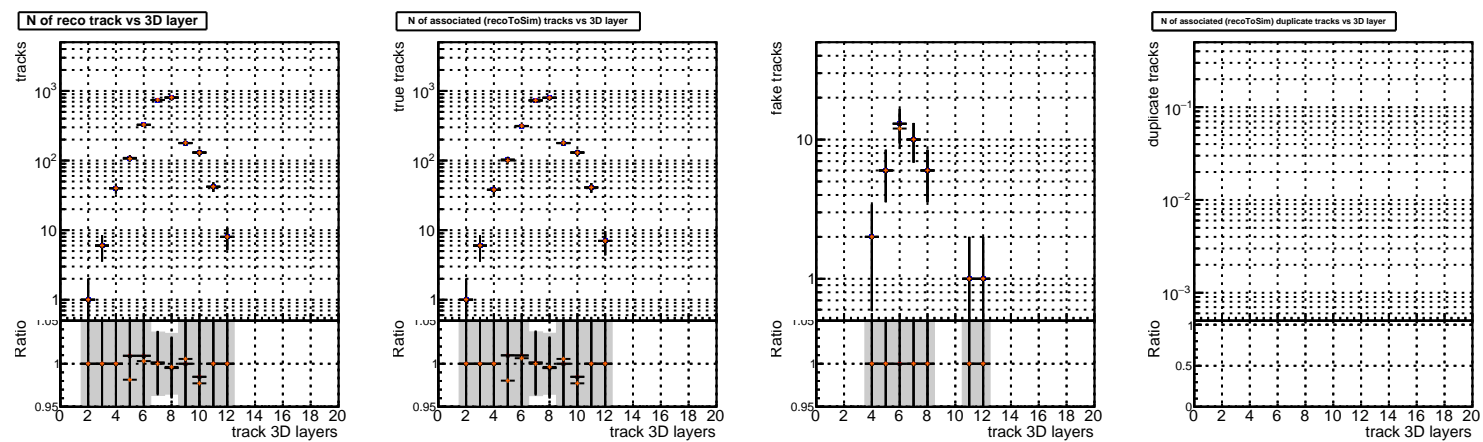 N of reco track vs 3D layer
N of associated (recoToSim) tracks vs 3D layer
N of associated (recoToSim) duplicate tracks vs 3D layer
tracks
10³
10²
10
1
Ratio
1.05
1
0.95
0 2 4 6 8 10 12 14 16 18 20
track 3D layers
true tracks
10³
10²
10
1
Ratio
1.05
1
0.95
0 2 4 6 8 10 12 14 16 18 20
track 3D layers
fake tracks
10
1
Ratio
1.05
1
0.95
0 2 4 6 8 10 12 14 16 18 20
track 3D layers
duplicate tracks
10⁻¹
10⁻²
10⁻³
Ratio
1
0.5
0
0 2 4 6 8 10 12 14 16 18 20
track 3D layers